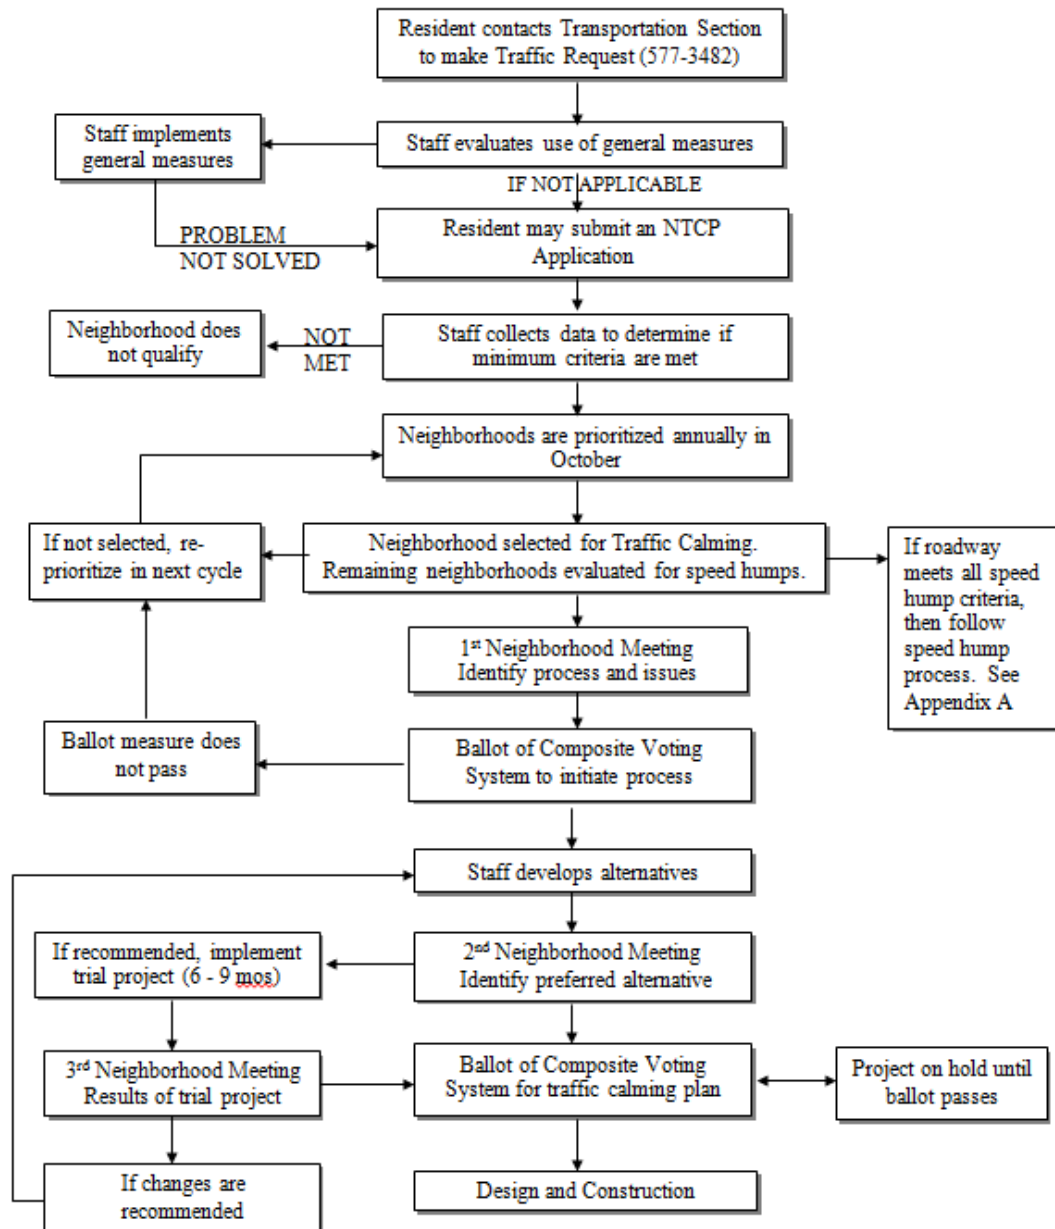 Resident contacts Transportation Section
to make Traffic Request (577-3482)
Staff implements
general measures
Staff evaluates use of general measures
IF NOT APPLICABLE
PROBLEM
NOT SOLVED
Resident may submit an NTCP
Application
Neighborhood does
not qualify
NOT
MET
Staff collects data to determine if
minimum criteria are met
Neighborhoods are prioritized annually in
October
If not selected, re-
prioritize in next cycle
Neighborhood selected for Traffic Calming.
Remaining neighborhoods evaluated for speed humps.
If roadway
meets all speed
hump criteria,
then follow
speed hump
process. See
Appendix A
1st Neighborhood Meeting
Identify process and issues
Ballot measure does
not pass
Ballot of Composite Voting
System to initiate process
Staff develops alternatives
If recommended, implement
trial project (6 - 9 mos)
2nd Neighborhood Meeting
Identify preferred alternative
3rd Neighborhood Meeting
Results of trial project
Ballot of Composite Voting
System for traffic calming plan
Project on hold until
ballot passes
If changes are
recommended
Design and Construction